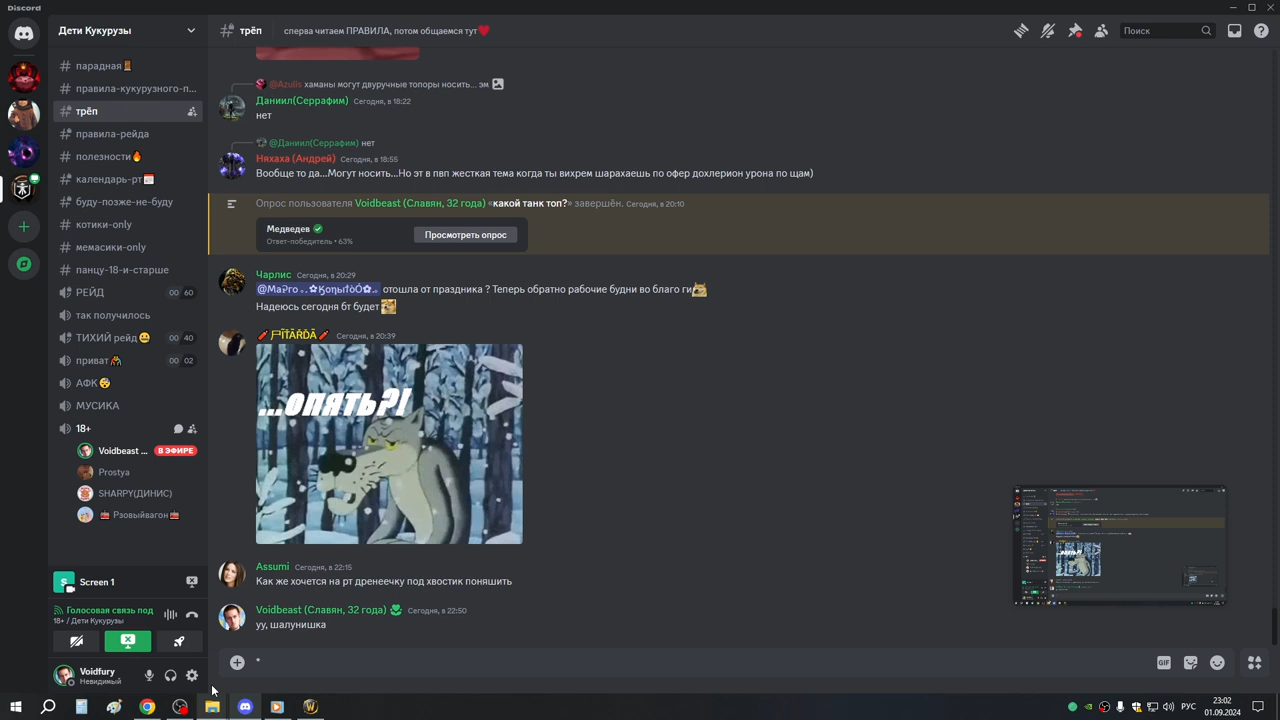 Discord
Дети Кукурузы
трёп
сперва читаем ПРАВИЛА, потом общаемся тут❤
Поиск
парадная
правила-кукурузного-п...
трёп
правила-рейда
полезности🔥
календарь-рт
буду-позже-не-буду
котики-only
мемасики-only
панцу-18-и-старше
РЕЙД 00 60
так получилось
ТИХИЙ рейд 00 40
приват 00 02
АФК
МУСИКА
18+
Voidbeast ... В ЭФИРЕ
Prostya
SHARPY(ДИНИС)
Рэовыйвагон
Screen 1
Голосовая связь под
18+ / Дети Кукурузы
Voidfury
Невидимый
@Azulis хаманы могут двуручные топоры носить... эм
Даниил(Серрафим) Сегодня, в 18:22
нет
@Даниил(Серрафим) нет
Няхаха (Андрей) Сегодня, в 18:55
Вообще то да...Могут носить...Но эт в пвп жесткая тема когда ты вихрем шарахаешь по офер дохлерион урона по щам)
Опрос пользователя Voidbeast (Славян, 32 года) «какой танк топ?» завершён. Сегодня, в 20:10
Медведев
Ответ-победитель • 63%
Просмотреть опрос
Чарлис Сегодня, в 20:29
отошла от праздника ? Теперь обратно рабочие будни во благо ги
Надеюсь сегодня бт будет
Сегодня, в 20:39
...опять?!
Assumi Сегодня, в 22:15
Как же хочется на рт дренеечку под хвостик поняшить
Voidbeast (Славян, 32 года) Сегодня, в 22:50
уу, шалунишка
*
GIF
РУС
23:02
01.09.2024